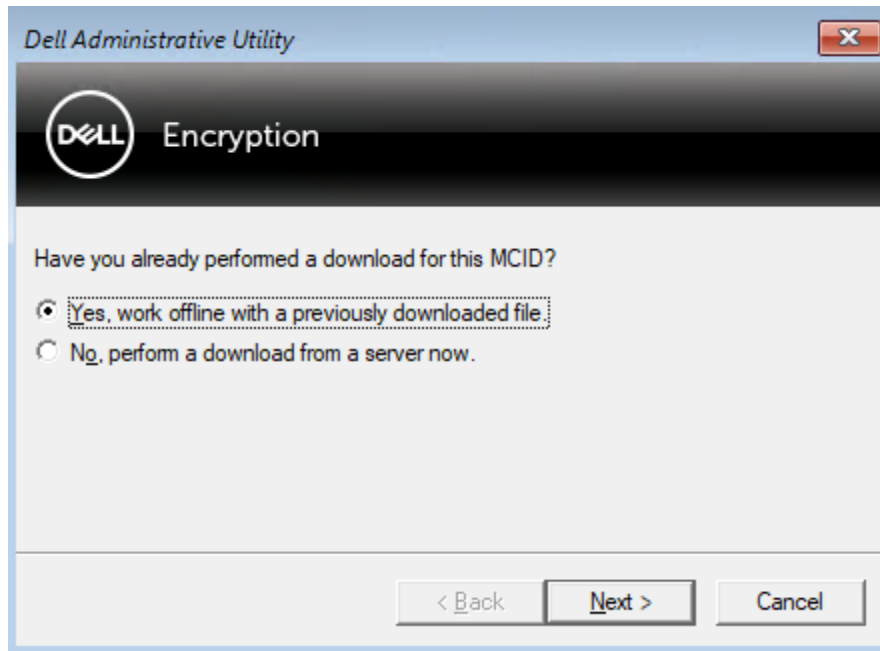 Dell Administrative Utility
DELL Encryption
Have you already performed a download for this MCID?
Yes, work offline with a previously downloaded file.
No, perform a download from a server now.
< Back Next > Cancel